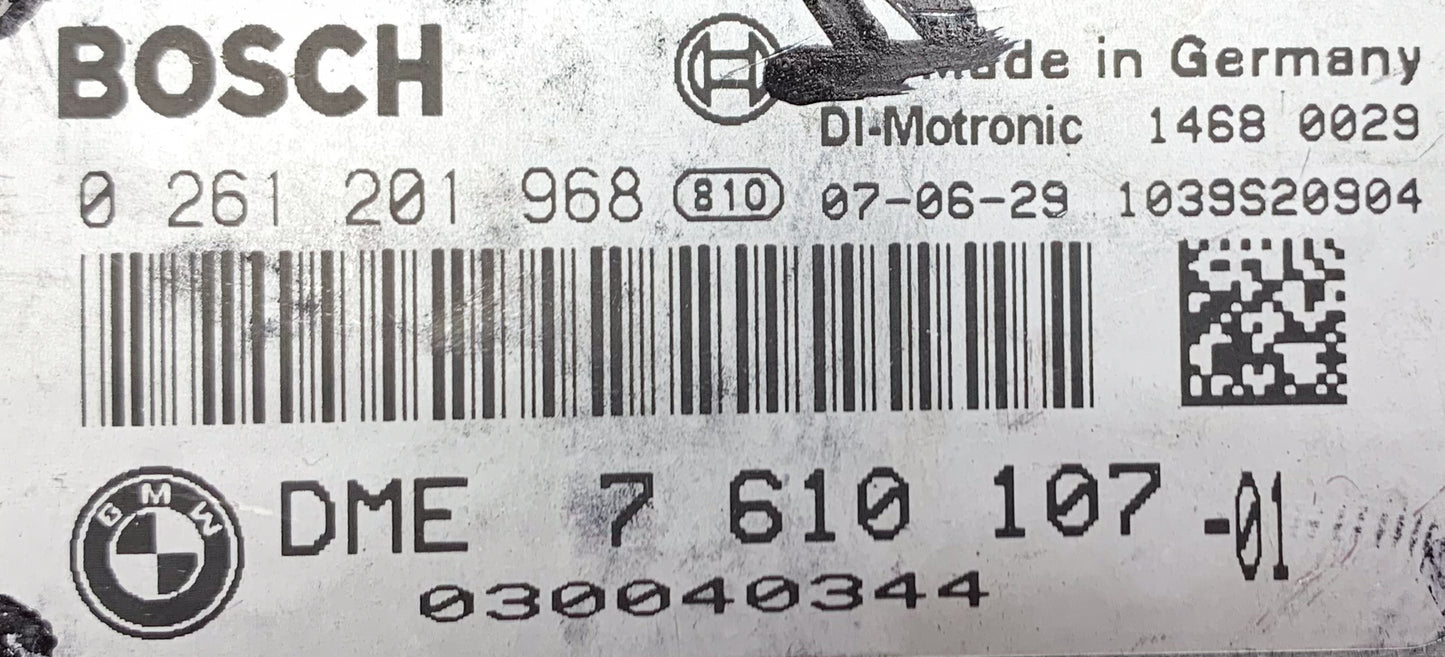 BOSCH
Made in Germany
DI-Motronic 1468 0029
0 261 201 968 810 07-06-29 1039S20904
BMW
DME 7 610 107 -01
030040344